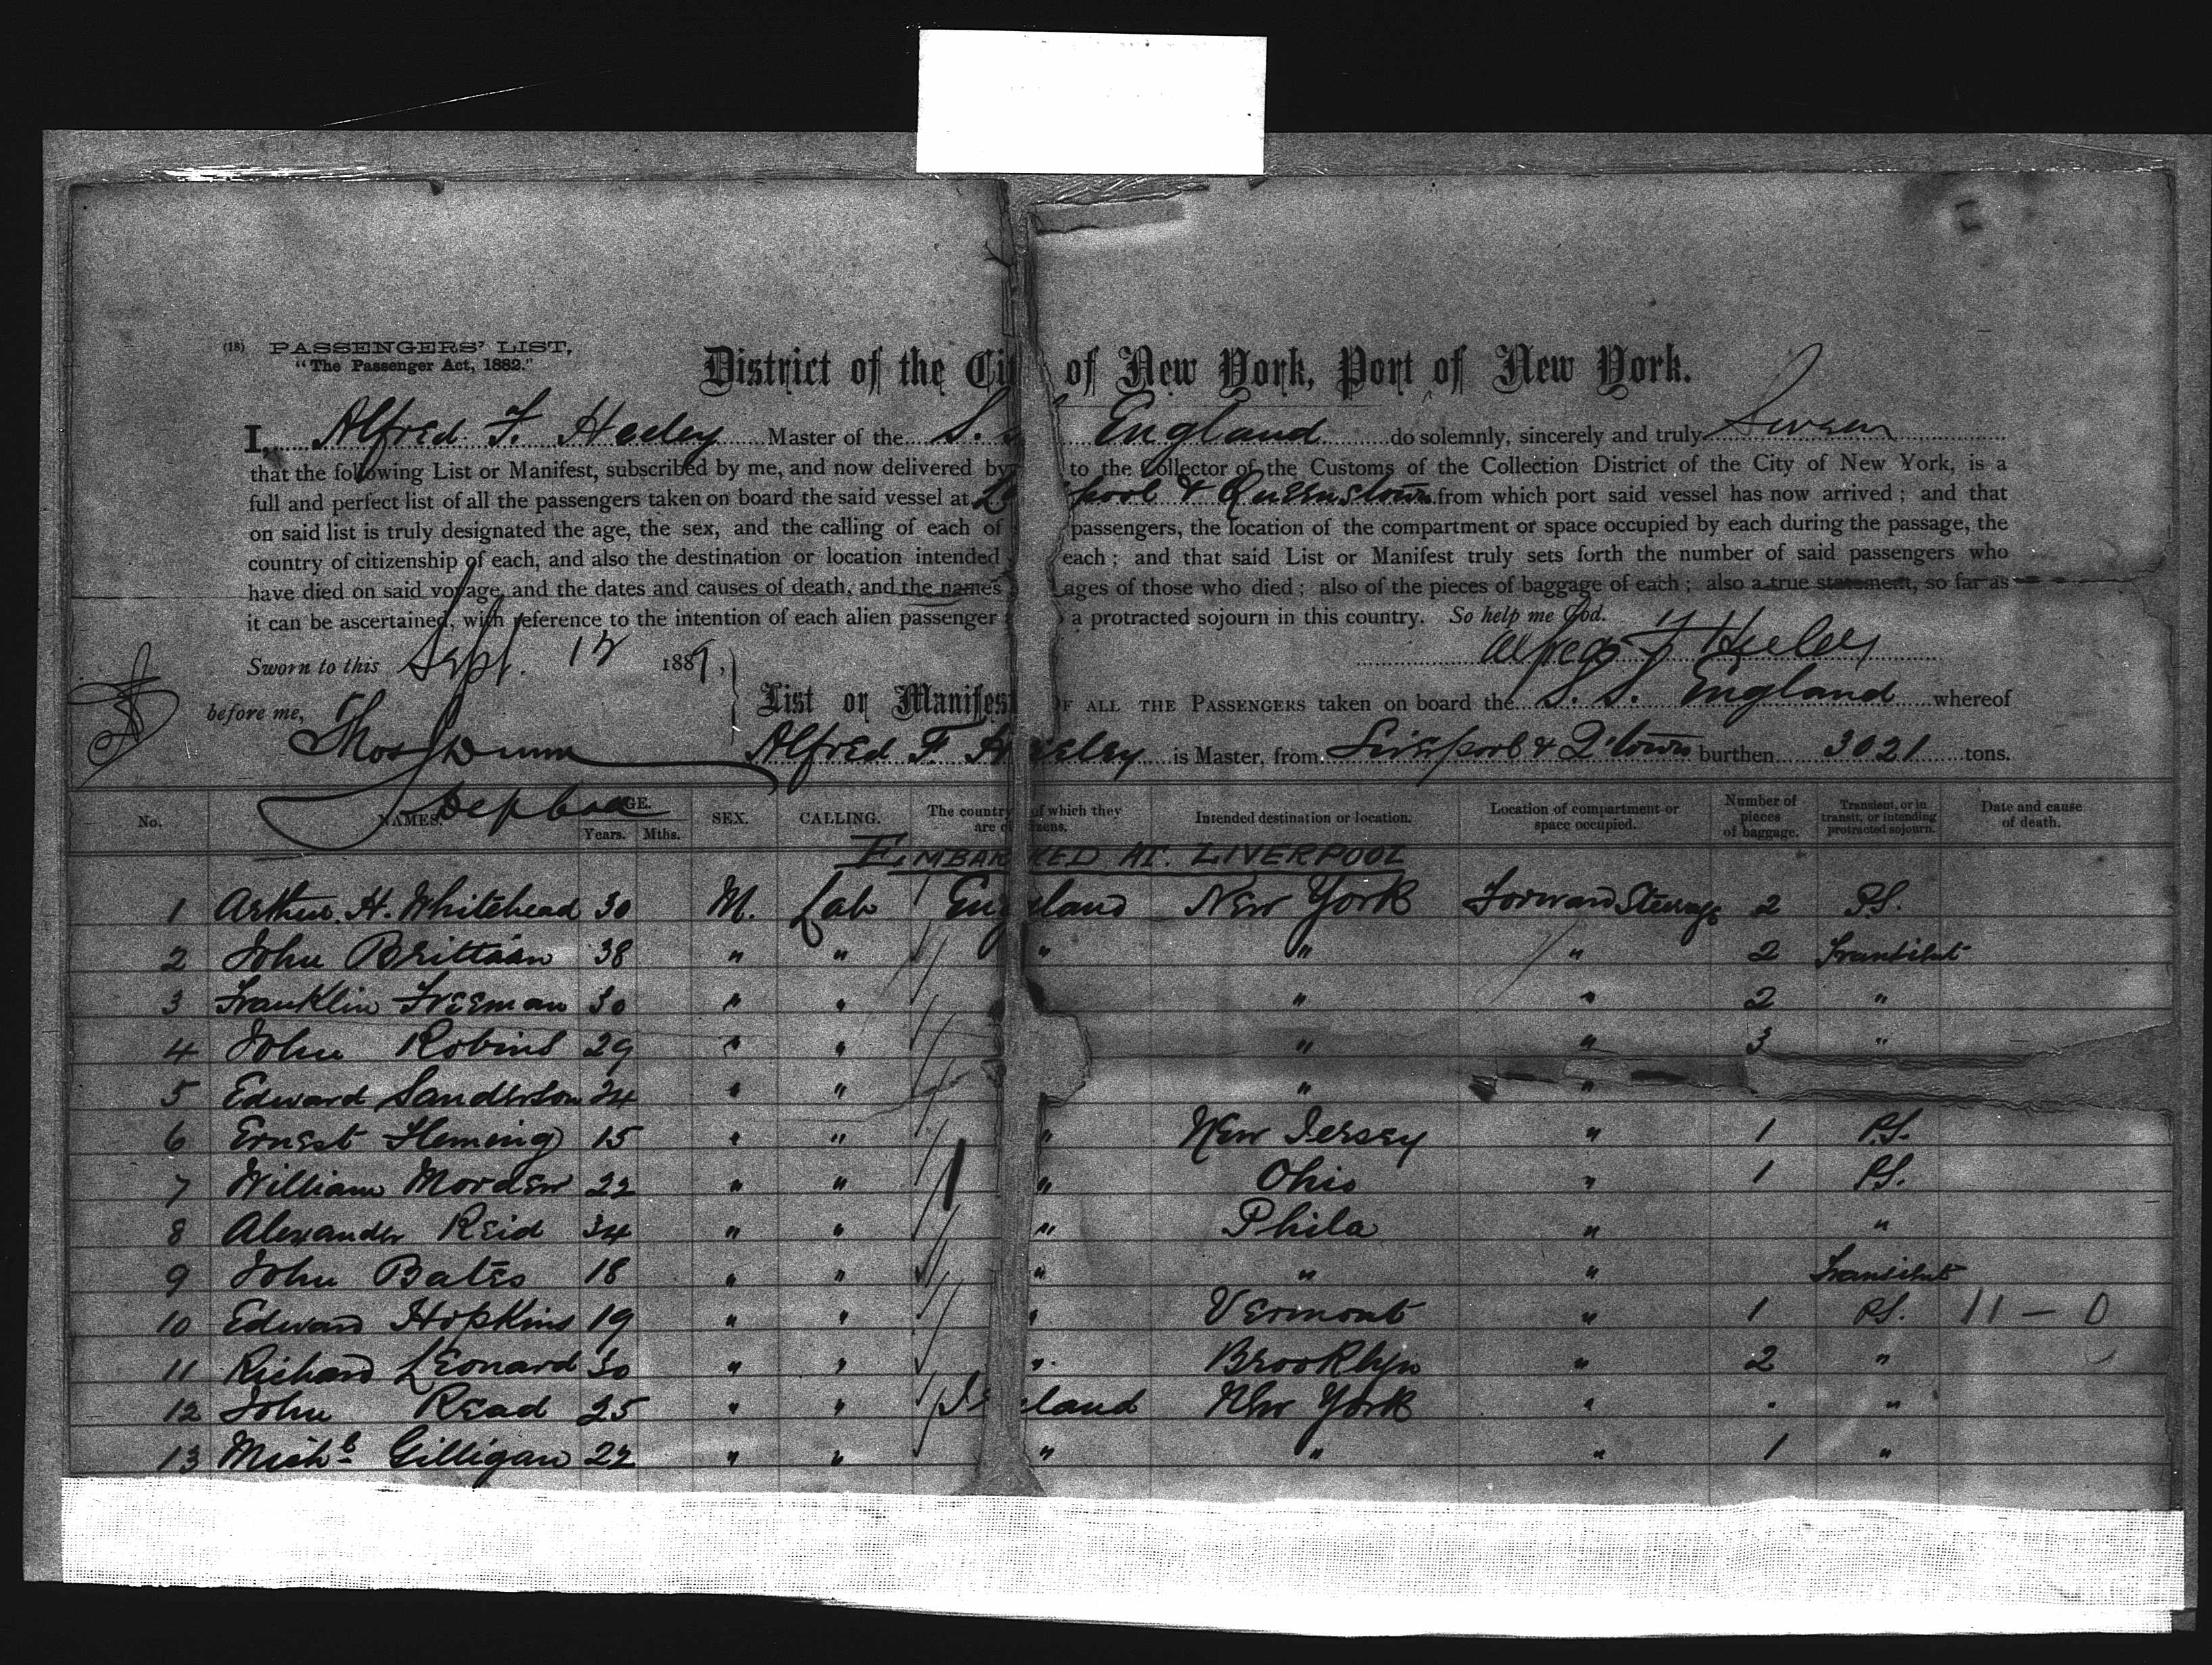 (18) PASSENGERS' LIST,
"The Passenger Act, 1882."
District of the Cit of New York, Port of New York.
I, Alfred F. Heeley Master of the S. S. England do solemnly, sincerely and truly Swear
that the following List or Manifest, subscribed by me, and now delivered by to the Collector of the Customs of the Collection District of the City of New York, is a
full and perfect list of all the passengers taken on board the said vessel at L pool & Queenstown from which port said vessel has now arrived; and that
on said list is truly designated the age, the sex, and the calling of each of passengers, the location of the compartment or space occupied by each during the passage, the
country of citizenship of each, and also the destination or location intended each; and that said List or Manifest truly sets forth the number of said passengers who
have died on said voyage, and the dates and causes of death, and the names ages of those who died; also of the pieces of baggage of each; also a true statement, so far as
it can be ascertained, with reference to the intention of each alien passenger a protracted sojourn in this country. So help me God.
Sworn to this Sept. 12 1889, Alfred F Heeley
before me, List or Manifest OF ALL THE PASSENGERS taken on board the S. S. England whereof
Thos Dunn Alfred F. Heeley is Master, from Liverpool & Q'town burthen 3021 tons.
Dep Coll
No. NAMES. AGE. Years. Mths. SEX. CALLING. The country of which they are citizens. Intended destination or location. Location of compartment or space occupied. Number of pieces of baggage. Transient, or in transit, or intending protracted sojourn. Date and cause of death.
EMBARKED AT LIVERPOOL
1 Arthur H. Whitehead 30 M. Lab England New York Forward Steerage 2 P.S.
2 John Brittain 38 " " " " " 2 Transient
3 Franklin Freeman 30 " " " " 2 "
4 John Robins 29 " " " " 3 "
5 Edward Sanderson 24 " " " "
6 Ernest Fleming 15 " " " New Jersey " 1 P.S.
7 William Morden 22 " " " Ohio " 1 P.S.
8 Alexander Reid 34 " " " Phila " "
9 John Bates 18 " " " " " Transient
10 Edward Hopkins 19 " " " Vermont " 1 P.S. 11 — 0
11 Richard Leonard 30 " " " Brooklyn " 2 "
12 John Read 25 " " Ireland New York " " "
13 Michl Gilligan 22 " " " " " 1 "